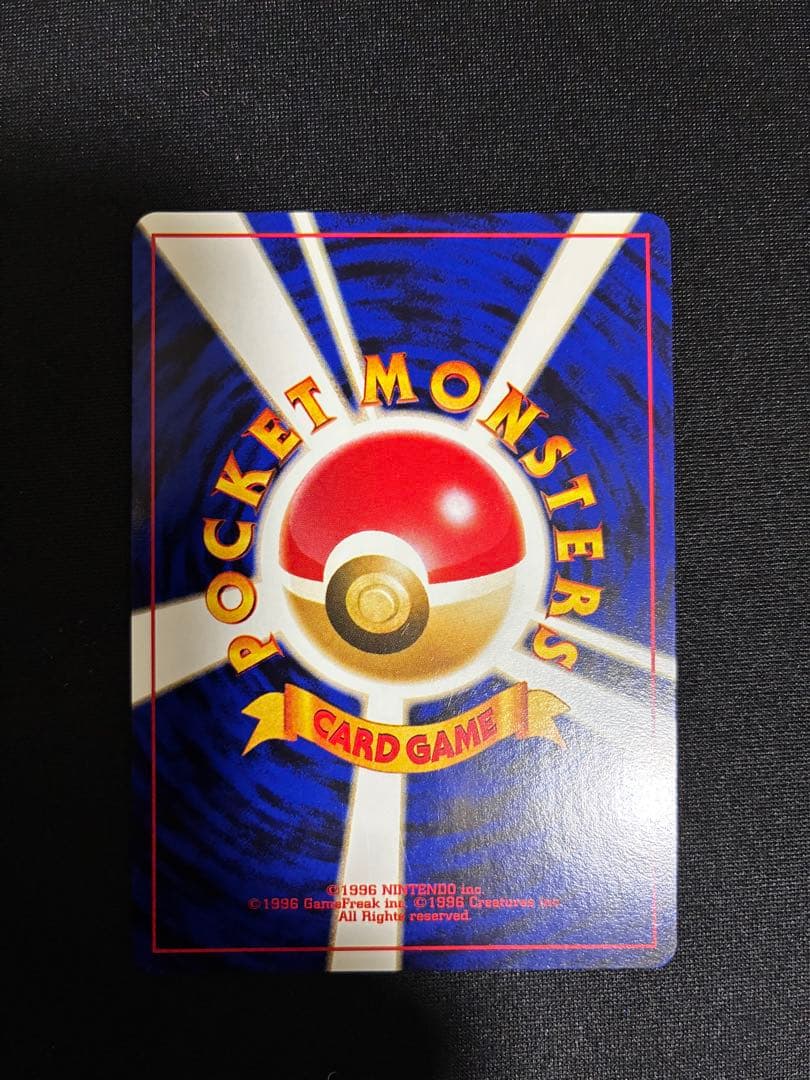 POCKET MONSTERS
CARD GAME
©1996 NINTENDO inc.
©1996 GameFreak inc. ©1996 Creatures inc.
All Rights reserved.